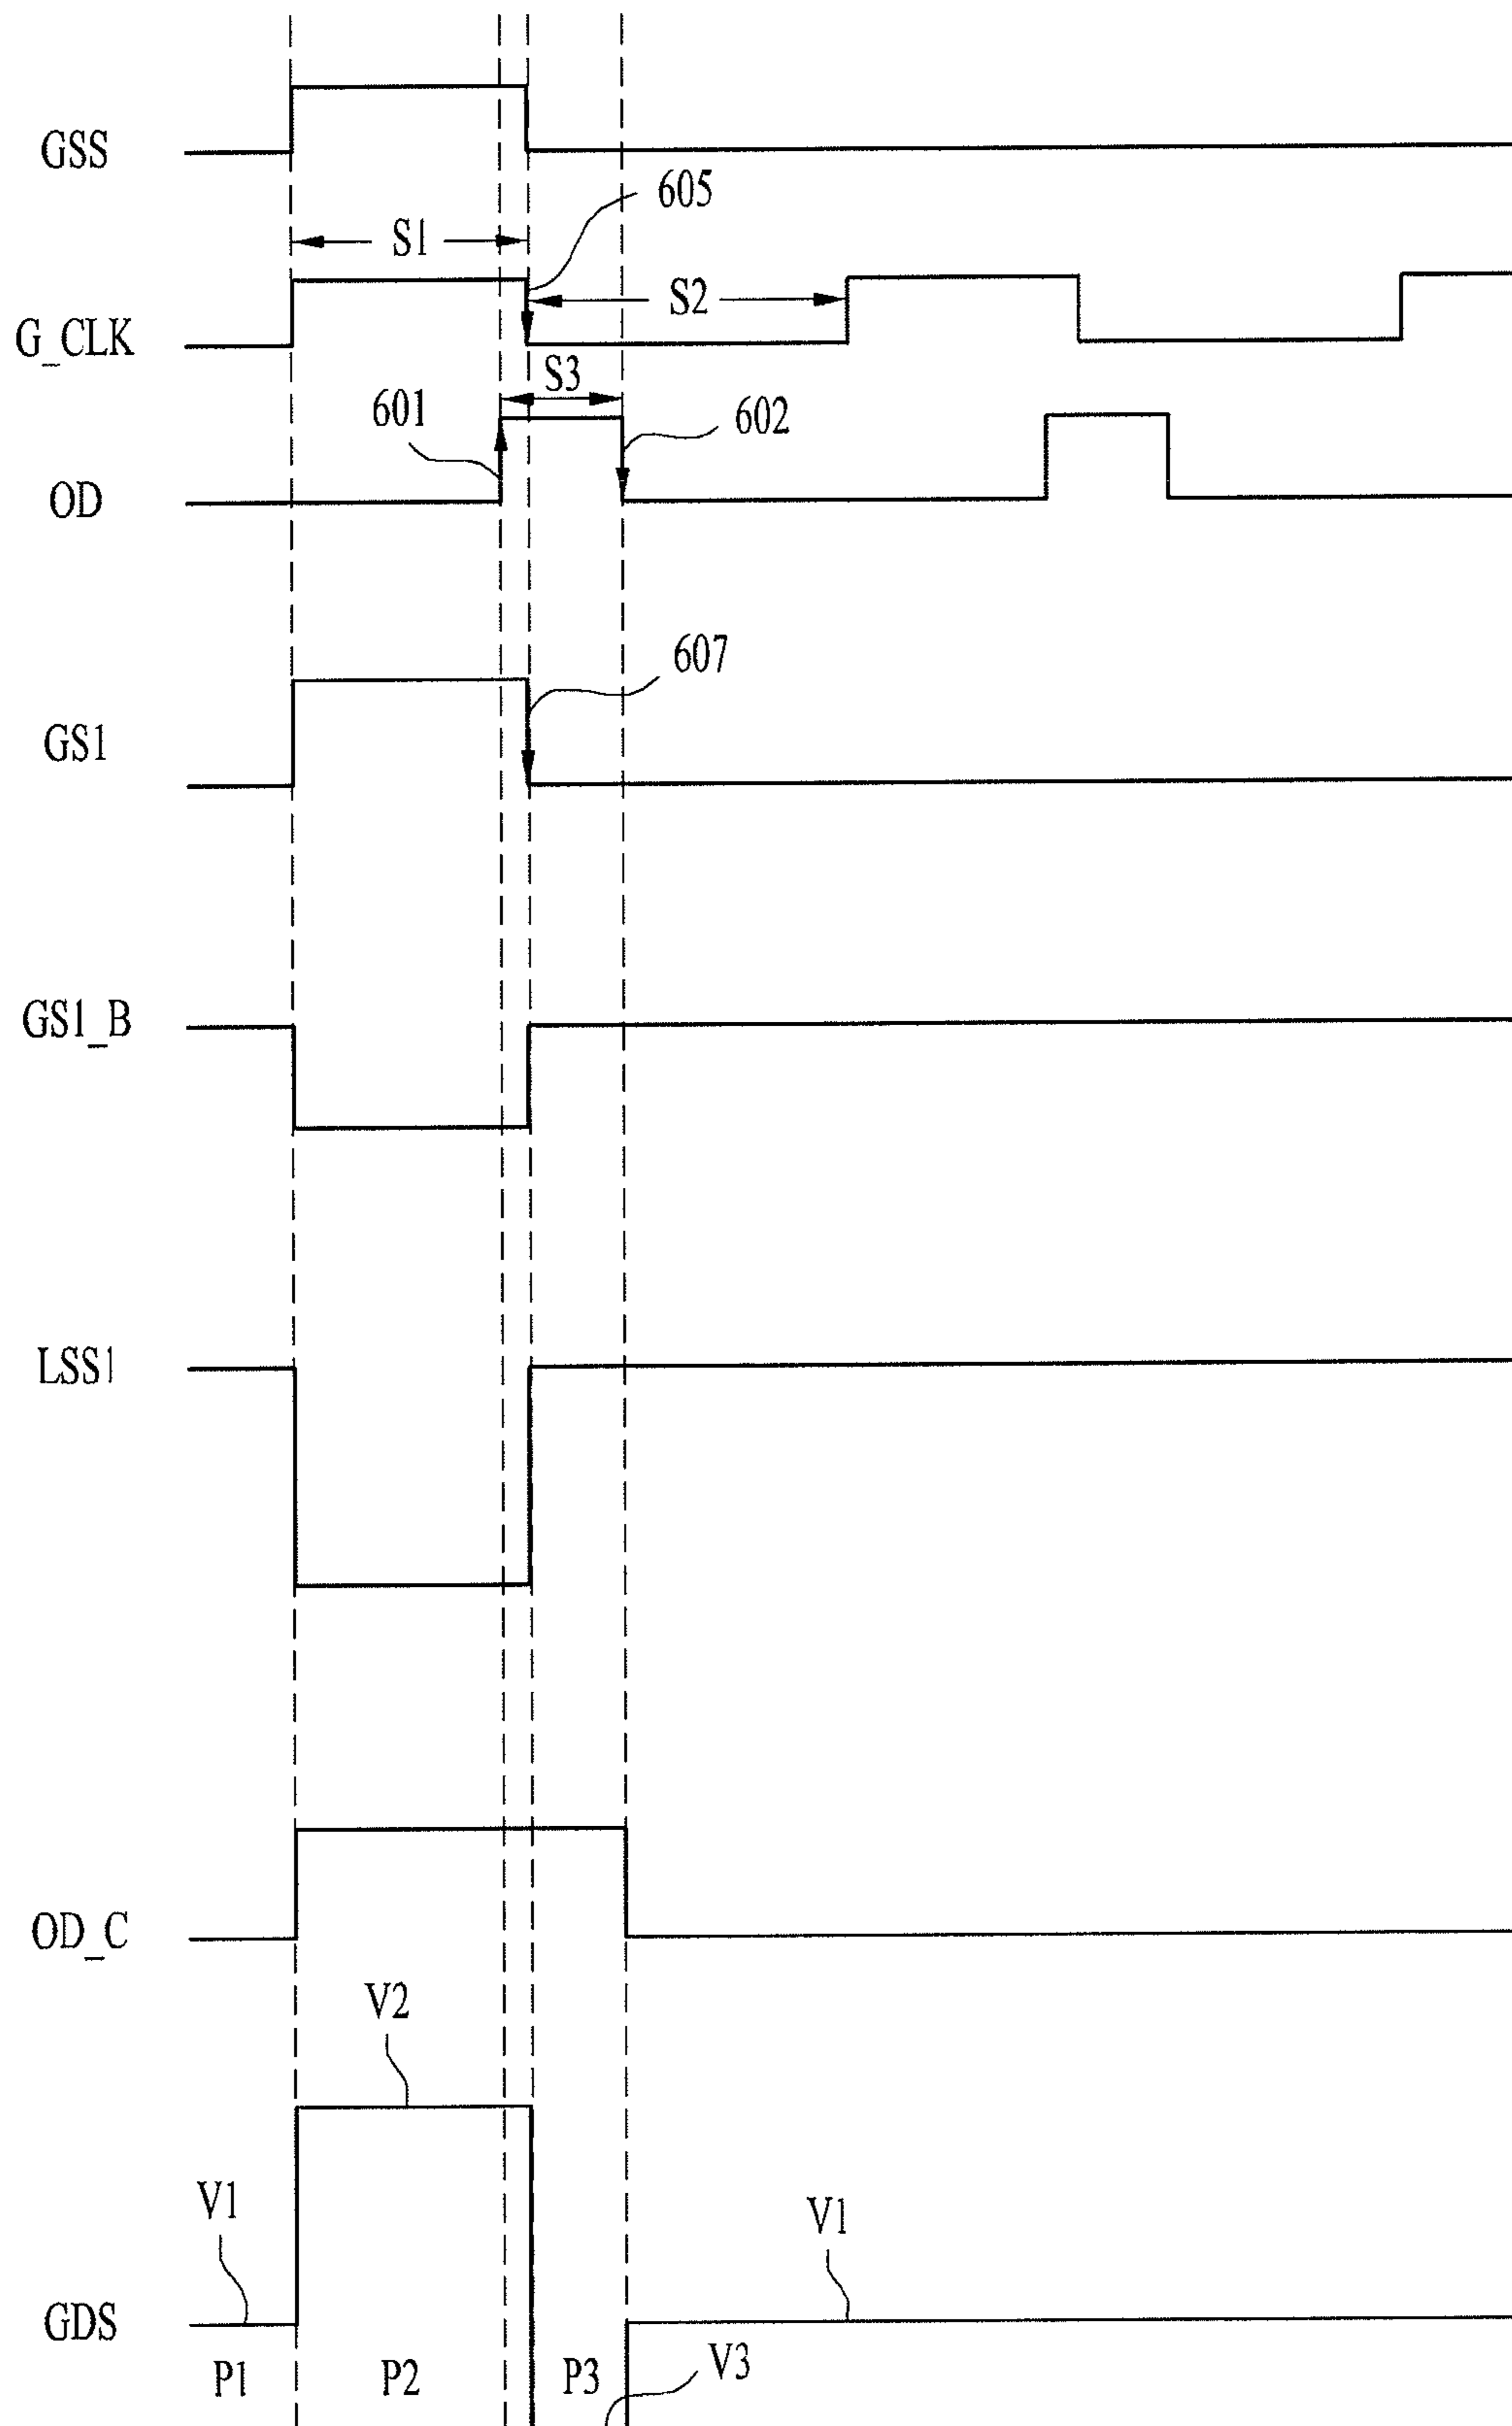 GSS
605
S1
S2
G_CLK
S3
601
602
OD
607
GS1
GS1_B
LSS1
OD_C
V2
V1
V1
GDS
P1
P2
P3
V3